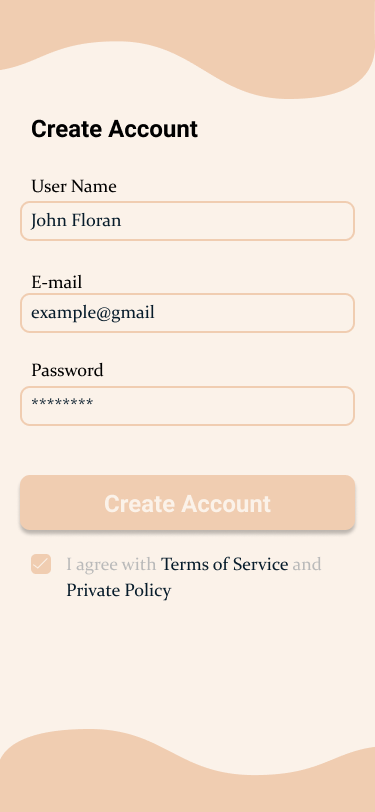 Create Account
User Name
John Floran
E-mail
example@gmail
Password
********
Create Account
I agree with Terms of Service and
Private Policy